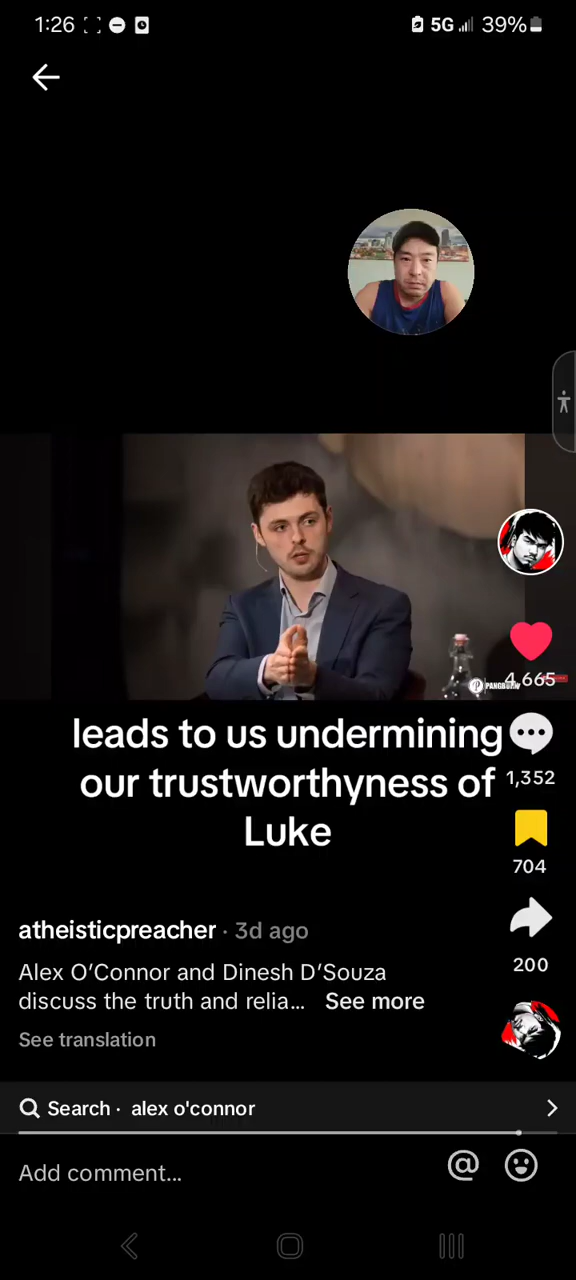 1:26
5G
39%
PANGBURN
4,665
leads to us undermining
our trustworthyness of
Luke
1,352
704
200
atheisticpreacher · 3d ago
Alex O’Connor and Dinesh D’Souza
discuss the truth and relia... See more
See translation
Search · alex o'connor
Add comment...
@